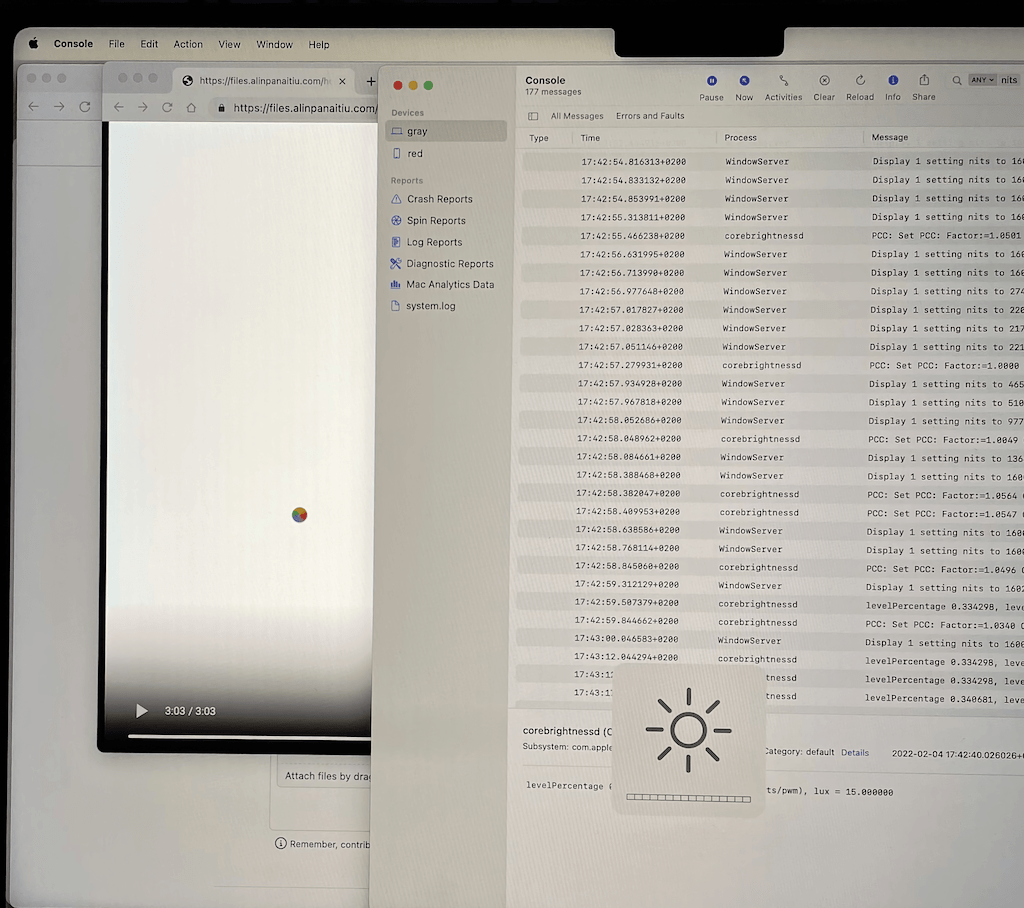 Console File Edit Action View Window Help
https://files.alinpanaitiu.com/h
https://files.alinpanaitiu.com/
3:03 / 3:03
Attach files by drag
Remember, contrib
Devices
gray
red
Reports
Crash Reports
Spin Reports
Log Reports
Diagnostic Reports
Mac Analytics Data
system.log
Console
177 messages
Pause Now Activities Clear Reload Info Share
ANY nits
All Messages Errors and Faults
Type Time Process Message
17:42:54.816313+0200 WindowServer Display 1 setting nits to 160
17:42:54.833132+0200 WindowServer Display 1 setting nits to 160
17:42:54.853991+0200 WindowServer Display 1 setting nits to 160
17:42:55.313811+0200 WindowServer Display 1 setting nits to 160
17:42:55.466238+0200 corebrightnessd PCC: Set PCC: Factor:=1.0501
17:42:56.631995+0200 WindowServer Display 1 setting nits to 160
17:42:56.713990+0200 WindowServer Display 1 setting nits to 160
17:42:56.977648+0200 WindowServer Display 1 setting nits to 274
17:42:57.017827+0200 WindowServer Display 1 setting nits to 220
17:42:57.028363+0200 WindowServer Display 1 setting nits to 217
17:42:57.051146+0200 WindowServer Display 1 setting nits to 221
17:42:57.279931+0200 corebrightnessd PCC: Set PCC: Factor:=1.0000
17:42:57.934928+0200 WindowServer Display 1 setting nits to 465
17:42:57.967818+0200 WindowServer Display 1 setting nits to 510
17:42:58.052686+0200 WindowServer Display 1 setting nits to 977
17:42:58.048962+0200 corebrightnessd PCC: Set PCC: Factor:=1.0049
17:42:58.084661+0200 WindowServer Display 1 setting nits to 136
17:42:58.388468+0200 WindowServer Display 1 setting nits to 160
17:42:58.382047+0200 corebrightnessd PCC: Set PCC: Factor:=1.0564
17:42:58.409953+0200 corebrightnessd PCC: Set PCC: Factor:=1.0547
17:42:58.638586+0200 WindowServer Display 1 setting nits to 1600
17:42:58.768114+0200 WindowServer Display 1 setting nits to 1600
17:42:58.845060+0200 corebrightnessd PCC: Set PCC: Factor:=1.0496
17:42:59.312129+0200 WindowServer Display 1 setting nits to 1602
17:42:59.507379+0200 corebrightnessd levelPercentage 0.334298, leve
17:42:59.844662+0200 corebrightnessd PCC: Set PCC: Factor:=1.0340
17:43:00.046583+0200 WindowServer Display 1 setting nits to 1600
17:43:12.044294+0200 corebrightnessd levelPercentage 0.334298, leve
17:43:1 tnessd levelPercentage 0.334298, leve
17:43:1 tnessd levelPercentage 0.340681, leve
corebrightnessd (C
Subsystem: com.apple Category: default Details 2022-02-04 17:42:40.026026+
levelPercentage ts/pwm), lux = 15.000000